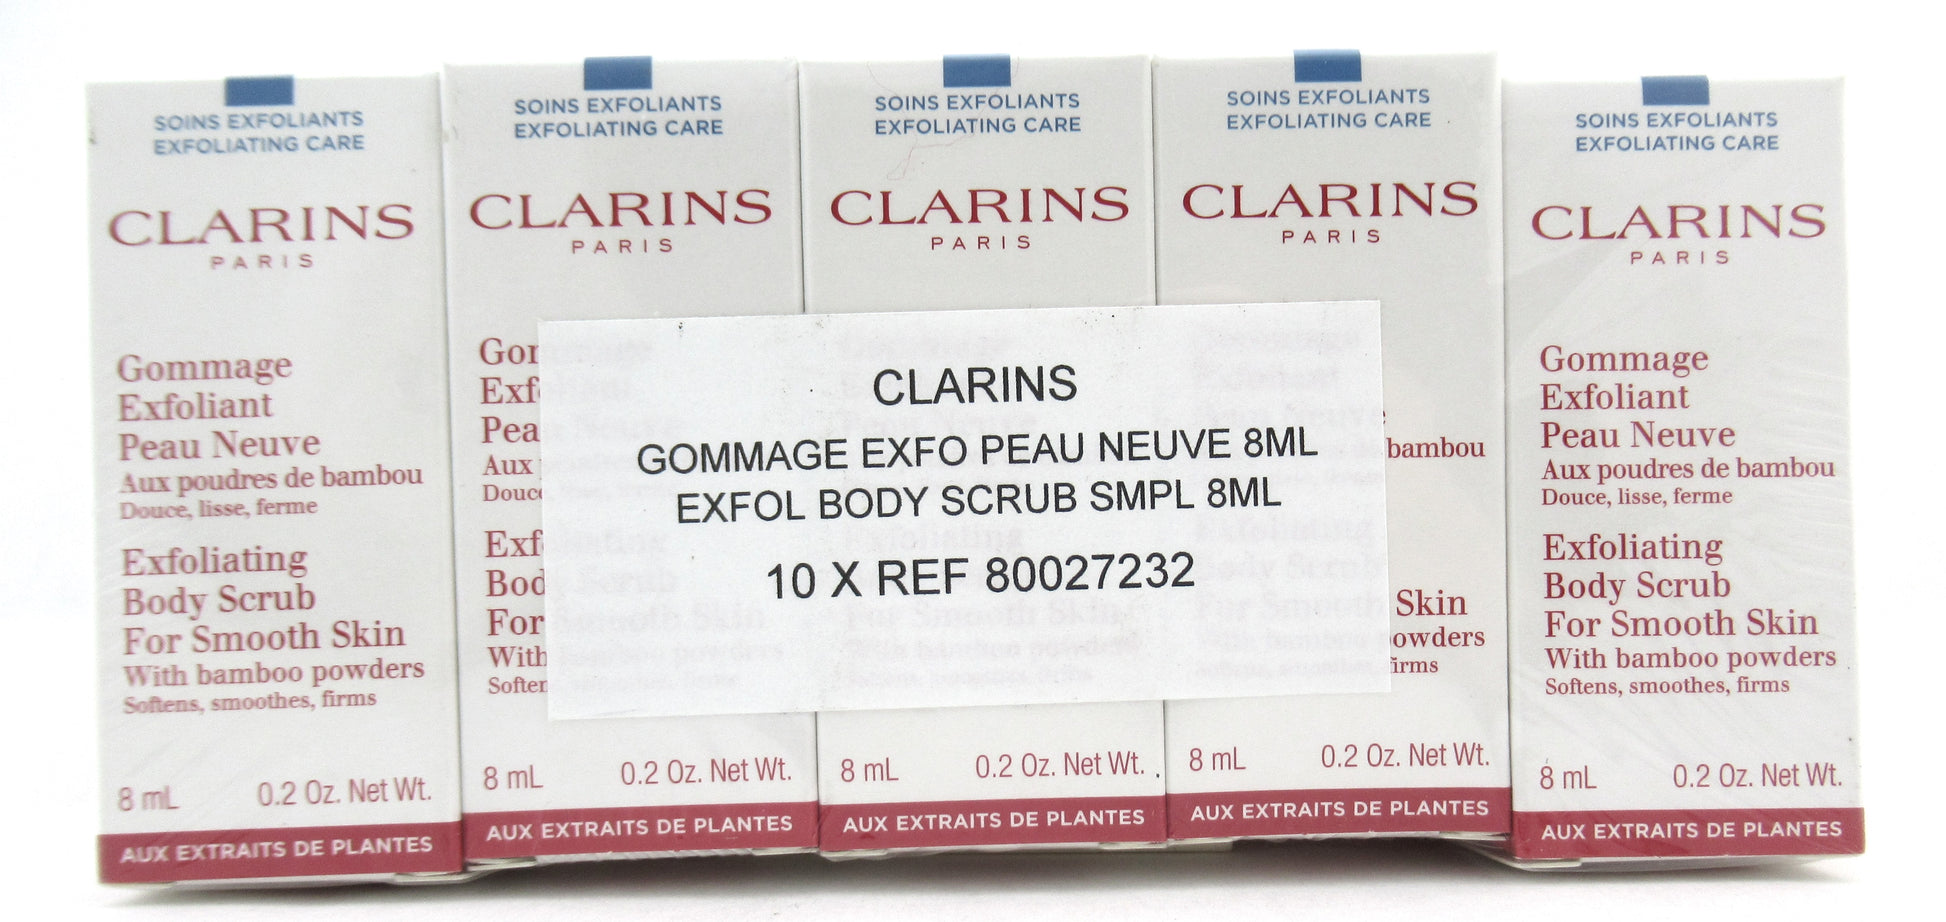 SOINS EXFOLIANTS
EXFOLIATING CARE
CLARINS
PARIS
Gommage
Exfoliant
Peau Neuve
Aux poudres de bambou
Douce, lisse, ferme
Exfoliating
Body Scrub
For Smooth Skin
With bamboo powders
Softens, smoothes, firms
8 mL 0.2 Oz. Net Wt.
AUX EXTRAITS DE PLANTES
SOINS EXFOLIANTS
EXFOLIATING CARE
CLARINS
PARIS
8 mL 0.2 Oz. Net Wt.
AUX EXTRAITS DE PLANTES
SOINS EXFOLIANTS
EXFOLIATING CARE
CLARINS
PARIS
8 mL 0.2 Oz. Net Wt.
AUX EXTRAITS DE PLANTES
SOINS EXFOLIANTS
EXFOLIATING CARE
CLARINS
PARIS
bambou
Skin
8 mL 0.2 Oz. Net Wt.
AUX EXTRAITS DE PLANTES
CLARINS
GOMMAGE EXFO PEAU NEUVE 8ML
EXFOL BODY SCRUB SMPL 8ML
10 X REF 80027232
SOINS EXFOLIANTS
EXFOLIATING CARE
CLARINS
PARIS
Gommage
Exfoliant
Peau Neuve
Aux poudres de bambou
Douce, lisse, ferme
Exfoliating
Body Scrub
For Smooth Skin
With bamboo powders
Softens, smoothes, firms
8 mL 0.2 Oz. Net Wt.
AUX EXTRAITS DE PLANTES